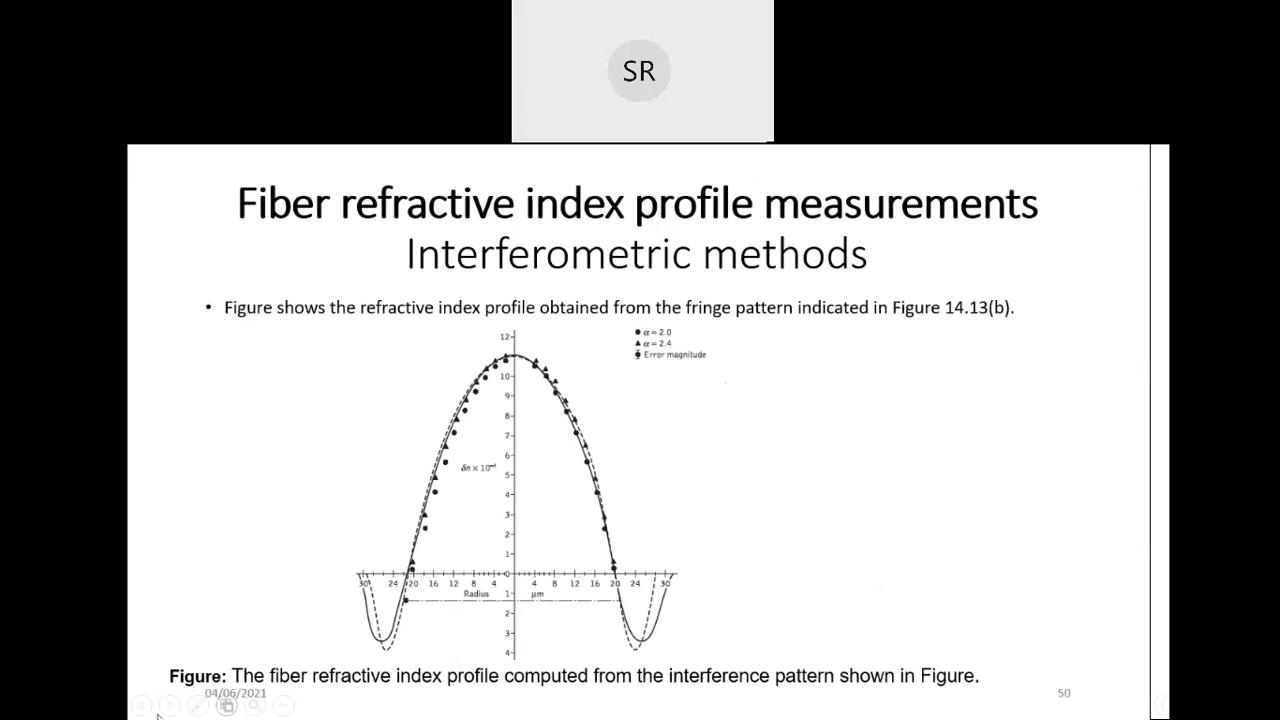 SR
Fiber refractive index profile measurements
Interferometric methods
• Figure shows the refractive index profile obtained from the fringe pattern indicated in Figure 14.13(b).
α = 2.0
α = 2.4
Error magnitude
12
10
9
8
7
6
5
4
3
2
1
0
δn × 10
30 24 20 16 12 8 4 4 8 12 16 20 24 30
Radius μm
1
2
3
4
Figure: The fiber refractive index profile computed from the interference pattern shown in Figure.
04/06/2021
50